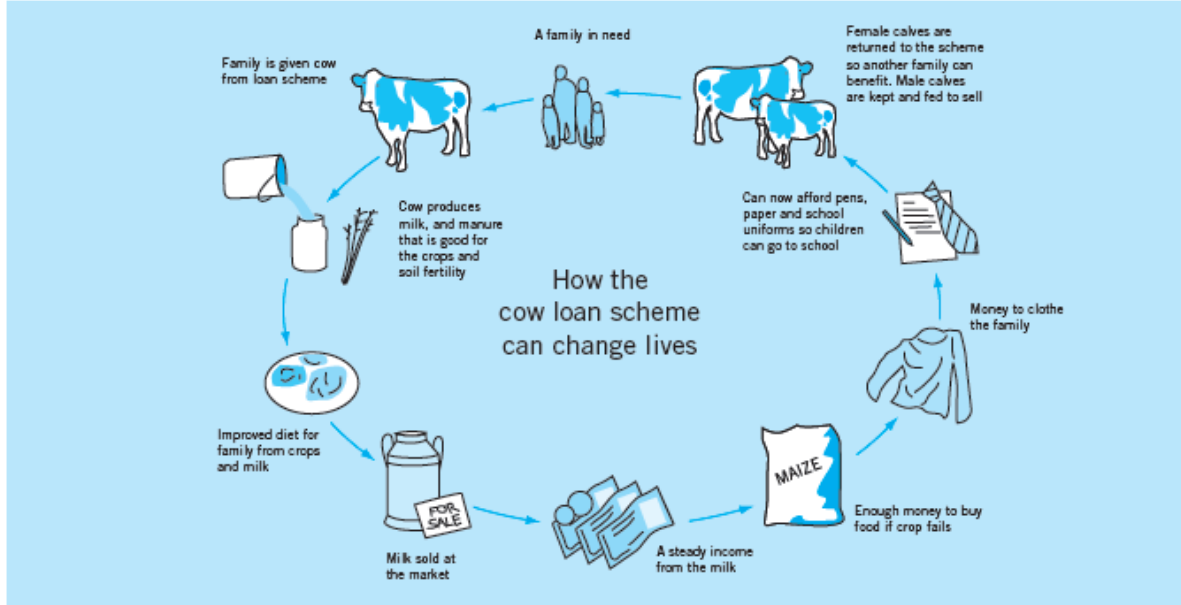 A family in need
Family is given cow
from loan scheme
Cow produces
milk, and manure
that is good for
the crops and
soil fertility
Improved diet for
family from crops
and milk
FOR
SALE
Milk sold at
the market
A steady income
from the milk
MAIZE
Enough money to buy
food if crop fails
Money to clothe
the family
Can now afford pens,
paper and school
uniforms so children
can go to school
Female calves are
returned to the scheme
so another family can
benefit. Male calves
are kept and fed to sell
How the
cow loan scheme
can change lives